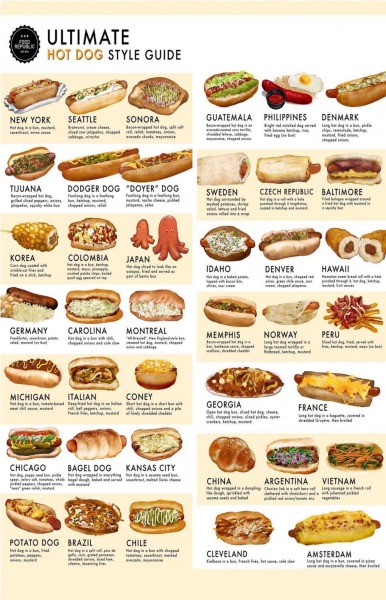 FOOD
REPUBLIC
ULTIMATE
HOT DOG STYLE GUIDE
NEW YORK
Hot dog in a bun, mustard,
sauerkraut, onion sauce
SEATTLE
Bratwurst, cream cheese,
sliced raw jalapeños, chopped
cabbage, sriracha
SONORA
Bacon-wrapped hot dog, split soft
roll, relish, tomatoes, onions,
avocado chunks, mayonnaise
TIJUANA
Bacon-wrapped hot dog,
grilled sliced peppers, onions,
jalapeños, squishy white bun
DODGER DOG
Footlong hot dog in a
footlong bun, ketchup, mustard,
chopped onions, relish
"DOYER" DOG
Footlong hot dog in a footlong
bun, nacho cheese, pickled
jalapenos, salsa
KOREA
Corn dog coated with
crinkle-cut fries and
fried on a stick, ketchup
COLOMBIA
Hot dog in a bun, ketchup,
mustard, mayo, pineapple,
crushed potato chips, boiled
quail egg
JAPAN
Hot dog sliced to look like an
octopus, fried and served as
part of bento box
GERMANY
Frankfurter, sauerkraut, potato
salad, mustard (no bun)
CAROLINA
Hot dog in a bun with chili,
chopped onions and cole slaw
MONTREAL
"All-Dressed": New England-style bun,
steamed hot dog, mustard, chopped
onion and cabbage
MICHIGAN
Hot dog in a bun, tomato-based
meat chili sauce, mustard
ITALIAN
Deep-fried hot dog in an Italian
roll, bell peppers, onions,
French fries, ketchup, mustard
CONEY
Short hot dog in a short bun with
chili, chopped onions and a pile
of finely shredded cheddar
CHICAGO
Hot dog, poppy seed bun, pickle
spear, celery salt, tomatoes, whole
pickled peppers, chopped onions,
"neon" green relish, mustard
BAGEL DOG
Hot dog wrapped in everything
bagel dough, baked and served
with mustard
KANSAS CITY
Hot dog in a sesame seed bun,
sauerkraut, melted Swiss cheese
POTATO DOG
Hot dog in a bun, fried
potatoes, peppers,
onions, mustard
BRAZIL
Hot dog in a split roll, pico de
gallo, corn, grated parmesan,
shredded carrots, diced ham,
cilantro, shoestring fries
CHILE
Hot dog in a bun with chopped
tomatoes, sauerkraut, mashed
avocado, mayonnaise
GUATEMALA
Bacon-wrapped hot dog in an
avocado-coated corn tortilla,
shredded lettuce, cabbage,
mayonnaise, chopped onion
PHILIPPINES
Bright red notched dog served
with banana ketchup, rice,
fried egg (no bun)
DENMARK
Long hot dog in a bun, pickle
chips, remoulade, ketchup,
mustard, chopped onions,
mustard, fried onions
SWEDEN
Hot dog surrounded by
mashed potatoes, shrimp
salad, lettuce and fried
onions rolled into a wrap
CZECH REPUBLIC
Hot dog in a roll with a hole
punched through it lengthwise,
coated in ketchup and mustard
BALTIMORE
Fried bologna wrapped around
a fried hot dog with mustard in
a squishy bun
IDAHO
Hot dog in a baked potato,
topped with bacon bits,
chives, sour cream
DENVER
Hot dog in a bun, chopped red
onion, green chile sauce, sour
cream, chopped jalapenos
HAWAII
Hawaiian sweet bread roll with a hole
punched through it, hot dog, ketchup,
mustard, fruit sauces
MEMPHIS
Bacon-wrapped hot dog in a
bun, barbecue sauce, chopped
scallions, shredded cheddar
NORWAY
Long hot dog wrapped in a
large-format tortilla or
flatbread, ketchup, mustard
PERU
Sliced hot dog, fried, served with
French fries, ketchup, mustard, mayo (no bun)
GEORGIA
Open hot dog bun, sliced hot dog, cheese,
chili, chopped onions, sliced pickles, oyster
crackers, ketchup, mustard
FRANCE
Long hot dog in a baguette, covered in
shredded Gruyère, then broiled
CHINA
Hot dog wrapped in a dumpling-
like dough, sprinkled with
sesame seeds and baked
ARGENTINA
Chorizo link in a soft hero roll
slathered with chimichurri and a
pickled red onion/tomato mix
VIETNAM
Long sausage in a french roll
with julienned pickled
vegetables
CLEVELAND
Kielbasa in a bun, french fries, hot sauce, cole slaw
AMSTERDAM
Long hot dog in a bun, covered in pizza
sauce and mozzarella cheese, then broiled